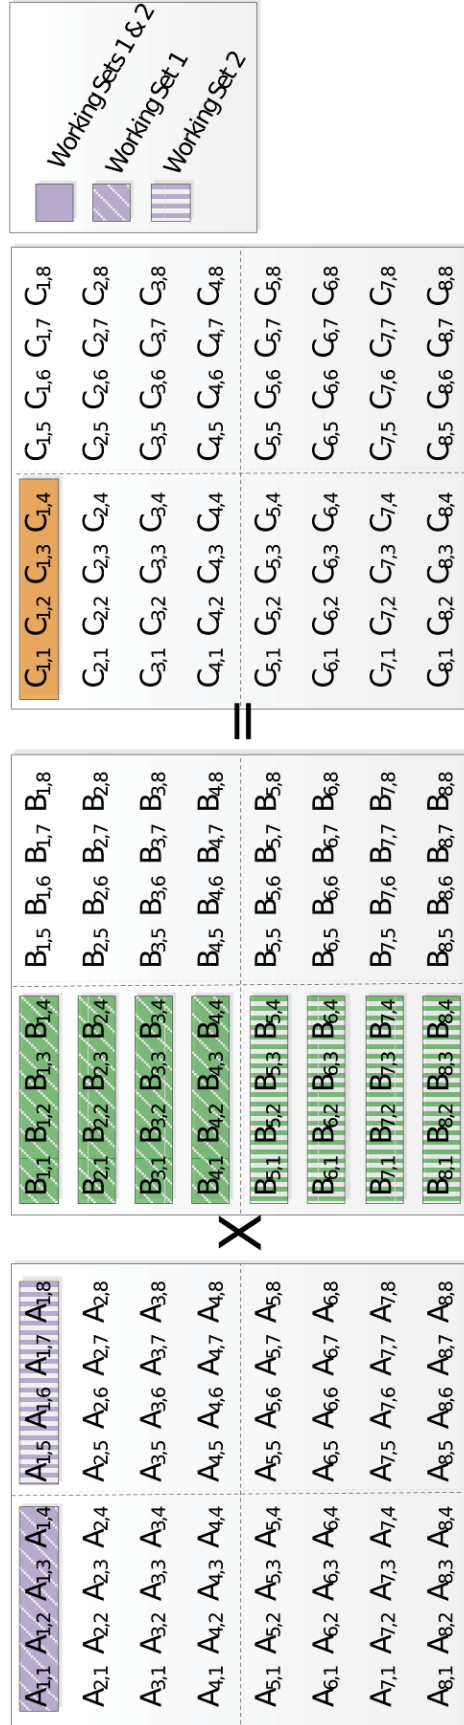 A1,1 A1,2 A1,3 A1,4 A1,5 A1,6 A1,7 A1,8
A2,1 A2,2 A2,3 A2,4 A2,5 A2,6 A2,7 A2,8
A3,1 A3,2 A3,3 A3,4 A3,5 A3,6 A3,7 A3,8
A4,1 A4,2 A4,3 A4,4 A4,5 A4,6 A4,7 A4,8
A5,1 A5,2 A5,3 A5,4 A5,5 A5,6 A5,7 A5,8
A6,1 A6,2 A6,3 A6,4 A6,5 A6,6 A6,7 A6,8
A7,1 A7,2 A7,3 A7,4 A7,5 A7,6 A7,7 A7,8
A8,1 A8,2 A8,3 A8,4 A8,5 A8,6 A8,7 A8,8
X
B1,1 B1,2 B1,3 B1,4 B1,5 B1,6 B1,7 B1,8
B2,1 B2,2 B2,3 B2,4 B2,5 B2,6 B2,7 B2,8
B3,1 B3,2 B3,3 B3,4 B3,5 B3,6 B3,7 B3,8
B4,1 B4,2 B4,3 B4,4 B4,5 B4,6 B4,7 B4,8
B5,1 B5,2 B5,3 B5,4 B5,5 B5,6 B5,7 B5,8
B6,1 B6,2 B6,3 B6,4 B6,5 B6,6 B6,7 B6,8
B7,1 B7,2 B7,3 B7,4 B7,5 B7,6 B7,7 B7,8
B8,1 B8,2 B8,3 B8,4 B8,5 B8,6 B8,7 B8,8
=
C1,1 C1,2 C1,3 C1,4 C1,5 C1,6 C1,7 C1,8
C2,1 C2,2 C2,3 C2,4 C2,5 C2,6 C2,7 C2,8
C3,1 C3,2 C3,3 C3,4 C3,5 C3,6 C3,7 C3,8
C4,1 C4,2 C4,3 C4,4 C4,5 C4,6 C4,7 C4,8
C5,1 C5,2 C5,3 C5,4 C5,5 C5,6 C5,7 C5,8
C6,1 C6,2 C6,3 C6,4 C6,5 C6,6 C6,7 C6,8
C7,1 C7,2 C7,3 C7,4 C7,5 C7,6 C7,7 C7,8
C8,1 C8,2 C8,3 C8,4 C8,5 C8,6 C8,7 C8,8
Working Sets 1 & 2
Working Set 1
Working Set 2